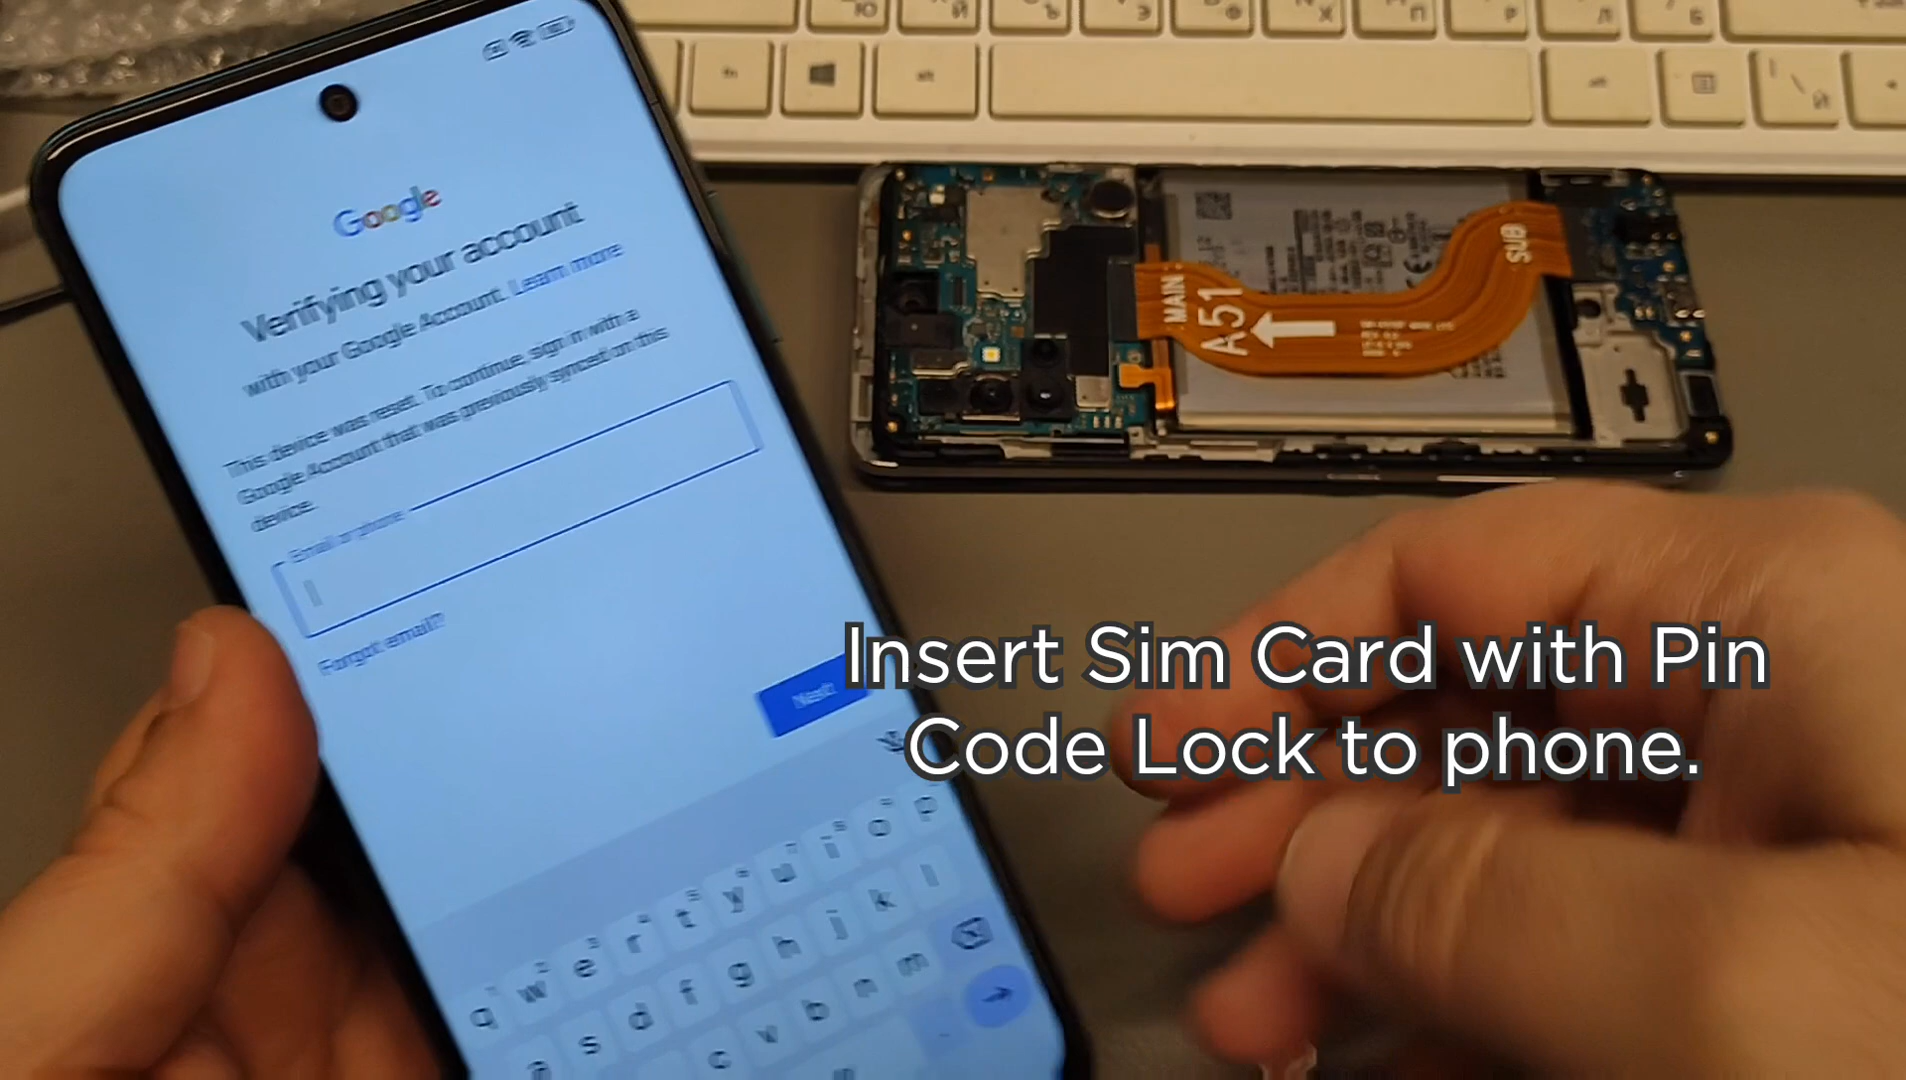 Google
Verifying your account
with your Google Account. Learn more
This device was reset. To continue, sign in with a
Google Account that was previously synced on this
device.
Email or phone
Forgot email?
Next
q w e r t y u i o p
a s d f g h j k l
c v b n m
fn
alt
MAIN
A51
SUB
Insert Sim Card with Pin
Code Lock to phone.